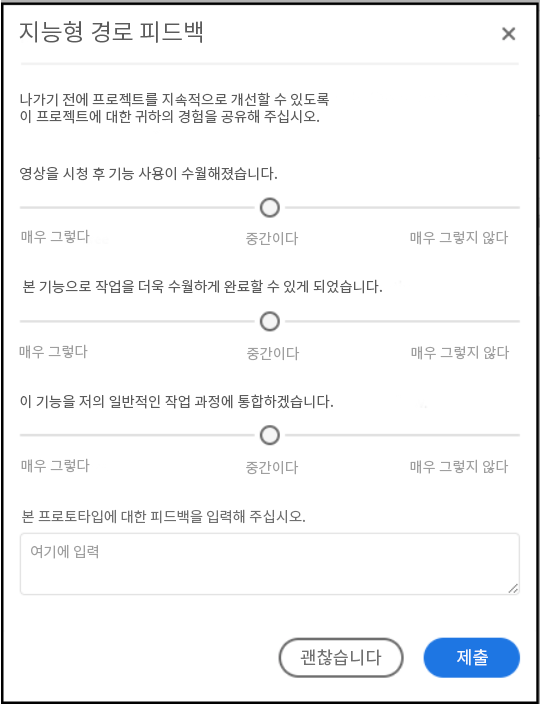 지능형 경로 피드백
나가기 전에 프로젝트를 지속적으로 개선할 수 있도록
이 프로젝트에 대한 귀하의 경험을 공유해 주십시오.
영상을 시청 후 기능 사용이 수월해졌습니다.
매우 그렇다 중간이다 매우 그렇지 않다
본 기능으로 작업을 더욱 수월하게 완료할 수 있게 되었습니다.
매우 그렇다 중간이다 매우 그렇지 않다
이 기능을 저의 일반적인 작업 과정에 통합하겠습니다.
매우 그렇다 중간이다 매우 그렇지 않다
본 프로토타입에 대한 피드백을 입력해 주십시오.
여기에 입력
괜찮습니다 제출